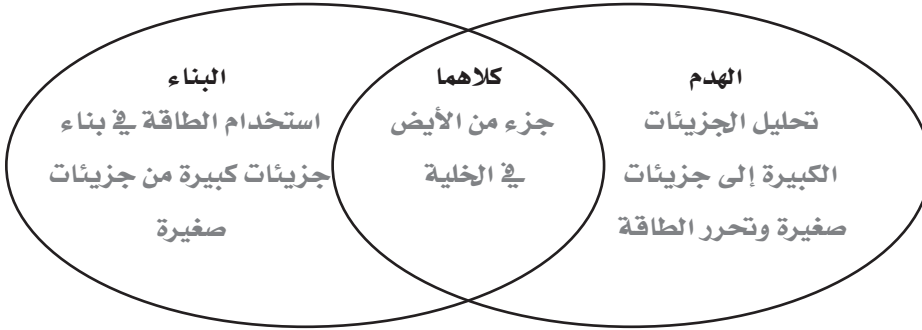 الهدم
تحليل الجزيئات
الكبيرة إلى جزيئات
صغيرة وتحرر الطاقة
كلاهما
جزء من الأيض
في الخلية
البناء
استخدام الطاقة في بناء
جزيئات كبيرة من جزيئات
صغيرة